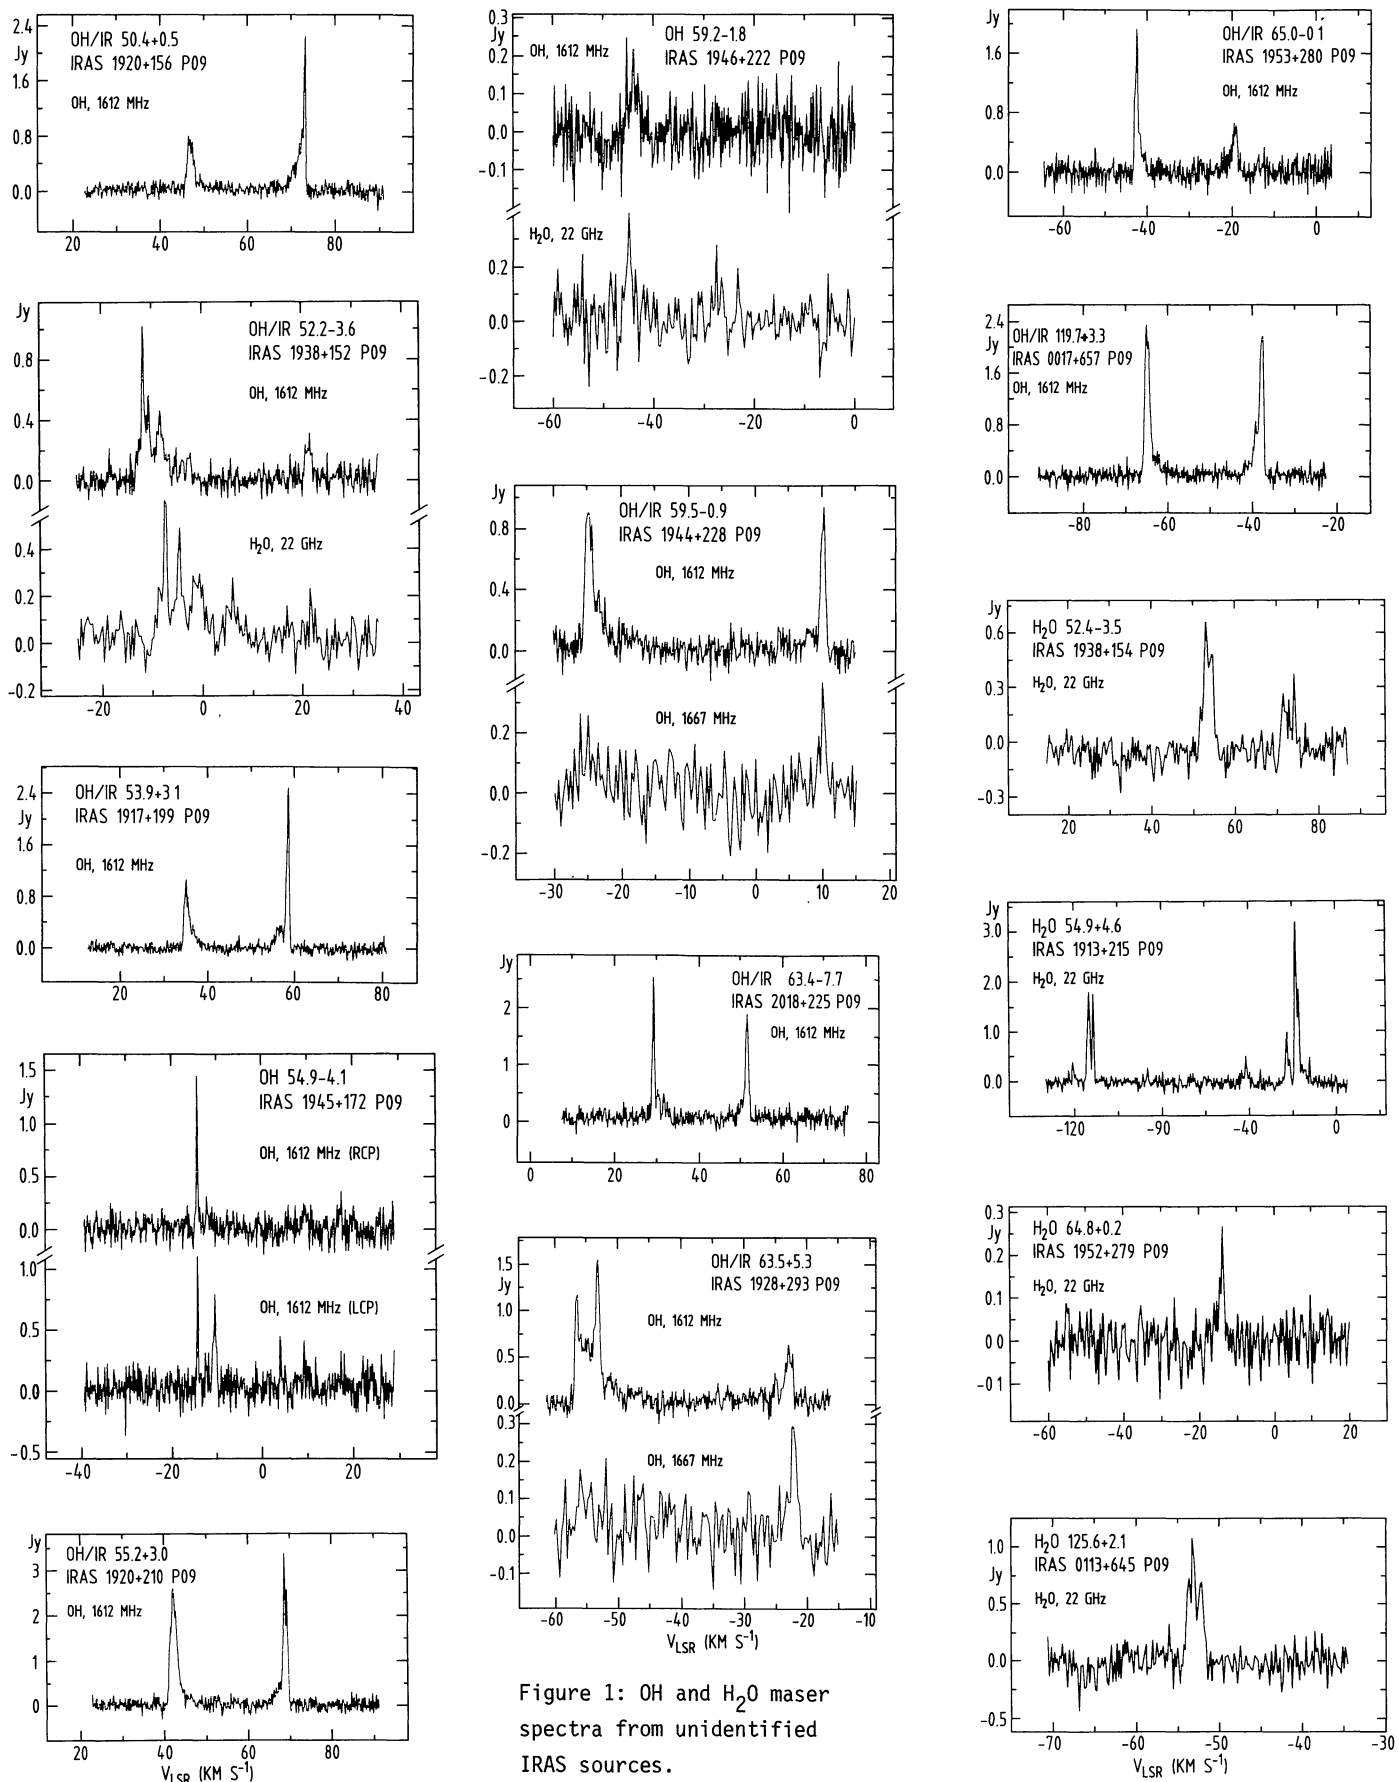 2.4
Jy
1.6
0.8
0.0
OH/IR 50.4+0.5
IRAS 1920+156 P09
OH, 1612 MHz
20 40 60 80
Jy
0.8
0.4
0.0
OH/IR 52.2-3.6
IRAS 1938+152 P09
OH, 1612 MHz
0.4
0.2
0.0
-0.2
H₂O, 22 GHz
-20 0 20 40
2.4
Jy
1.6
0.8
0.0
OH/IR 53.9+3 1
IRAS 1917+199 P09
OH, 1612 MHz
20 40 60 80
1.5
Jy
1.0
0.5
0.0
OH 54.9-4.1
IRAS 1945+172 P09
OH, 1612 MHz (RCP)
1.0
0.5
0.0
-0.5
OH, 1612 MHz (LCP)
-40 -20 0 20
Jy
3
2
1
0
OH/IR 55.2+3.0
IRAS 1920+210 P09
OH, 1612 MHz
20 40 60 80
V_LSR (KM S⁻¹)
0.3
Jy
0.2
0.1
0.0
-0.1
OH, 1612 MHz
OH 59.2-1.8
IRAS 1946+222 P09
H₂O, 22 GHz
0.2
0.0
-0.2
-60 -40 -20 0
Jy
0.8
0.4
0.0
OH/IR 59.5-0.9
IRAS 1944+228 P09
OH, 1612 MHz
0.2
0.0
-0.2
OH, 1667 MHz
-30 -20 -10 0 10 20
Jy
2
1
0
OH/IR 63.4-7.7
IRAS 2018+225 P09
OH, 1612 MHz
0 20 40 60 80
1.5
Jy
1.0
0.5
0.0
OH/IR 63.5+5.3
IRAS 1928+293 P09
OH, 1612 MHz
0.3
0.2
0.1
0.0
-0.1
OH, 1667 MHz
-60 -50 -40 -30 -20 -10
V_LSR (KM S⁻¹)
Figure 1: OH and H₂O maser
spectra from unidentified
IRAS sources.
Jy
1.6
0.8
0.0
OH/IR 65.0-0 1
IRAS 1953+280 P09
OH, 1612 MHz
-60 -40 -20 0
2.4
Jy
1.6
0.8
0.0
OH/IR 119.7+3.3
IRAS 0017+657 P09
OH, 1612 MHz
-80 -60 -40 -20
Jy
0.6
0.3
0.0
-0.3
H₂O 52.4-3.5
IRAS 1938+154 P09
H₂O, 22 GHz
20 40 60 80
Jy
3.0
2.0
1.0
0.0
H₂O 54.9+4.6
IRAS 1913+215 P09
H₂O, 22 GHz
-120 -90 -40 0
0.3
Jy
0.2
0.1
0.0
-0.1
H₂O 64.8+0.2
IRAS 1952+279 P09
H₂O, 22 GHz
-60 -40 -20 0 20
1.0
Jy
0.5
0.0
-0.5
H₂O 125.6+2.1
IRAS 0113+645 P09
H₂O, 22 GHz
-70 -60 -50 -40 -30
V_LSR (KM S⁻¹)